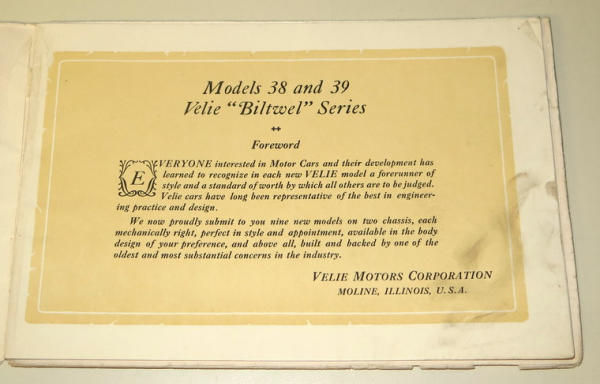 Models 38 and 39
Velie "Biltwel" Series
Foreword
EVERYONE interested in Motor Cars and their development has
learned to recognize in each new VELIE model a forerunner of
style and a standard of worth by which all others are to be judged.
Velie cars have long been representative of the best in engineer-
ing practice and design.
We now proudly submit to you nine new models on two chassis, each
mechanically right, perfect in style and appointment, available in the body
design of your preference, and above all, built and backed by one of the
oldest and most substantial concerns in the industry.
VELIE MOTORS CORPORATION
MOLINE, ILLINOIS, U.S.A.